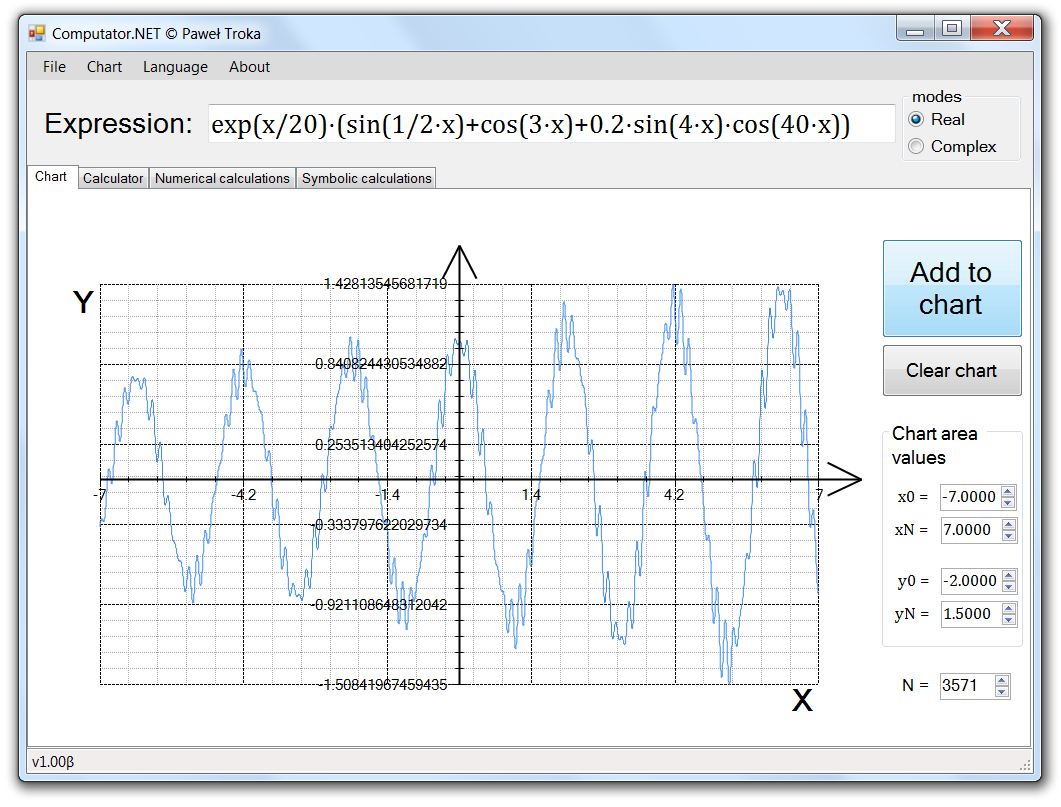 Computator.NET © Paweł Troka
File Chart Language About
Expression: exp(x/20)·(sin(1/2·x)+cos(3·x)+0.2·sin(4·x)·cos(40·x))
modes
Real
Complex
Chart Calculator Numerical calculations Symbolic calculations
Y
1.42813545681719
0.840824430534882
0.253513404252574
-7 -4.2 -1.4 1.4 4.2 7
-0.333797622029734
-0.921108648312042
-1.50841967459435
X
Add to
chart
Clear chart
Chart area
values
x0 = -7.0000
xN = 7.0000
y0 = -2.0000
yN = 1.5000
N = 3571
v1.00β